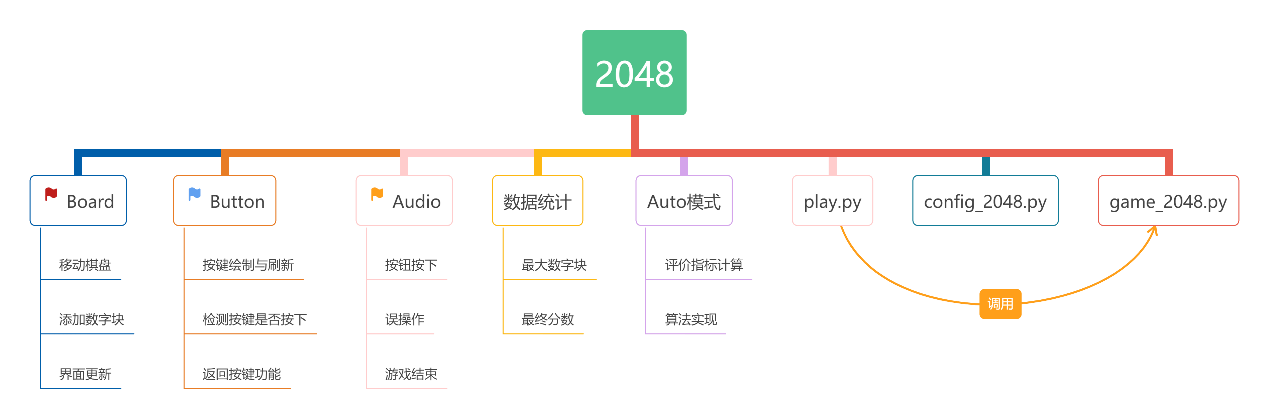 2048
Board
Button
Audio
数据统计
Auto模式
play.py
config_2048.py
game_2048.py
移动棋盘
按键绘制与刷新
按钮按下
最大数字块
评价指标计算
调用
添加数字块
检测按键是否按下
误操作
最终分数
算法实现
界面更新
返回按键功能
游戏结束